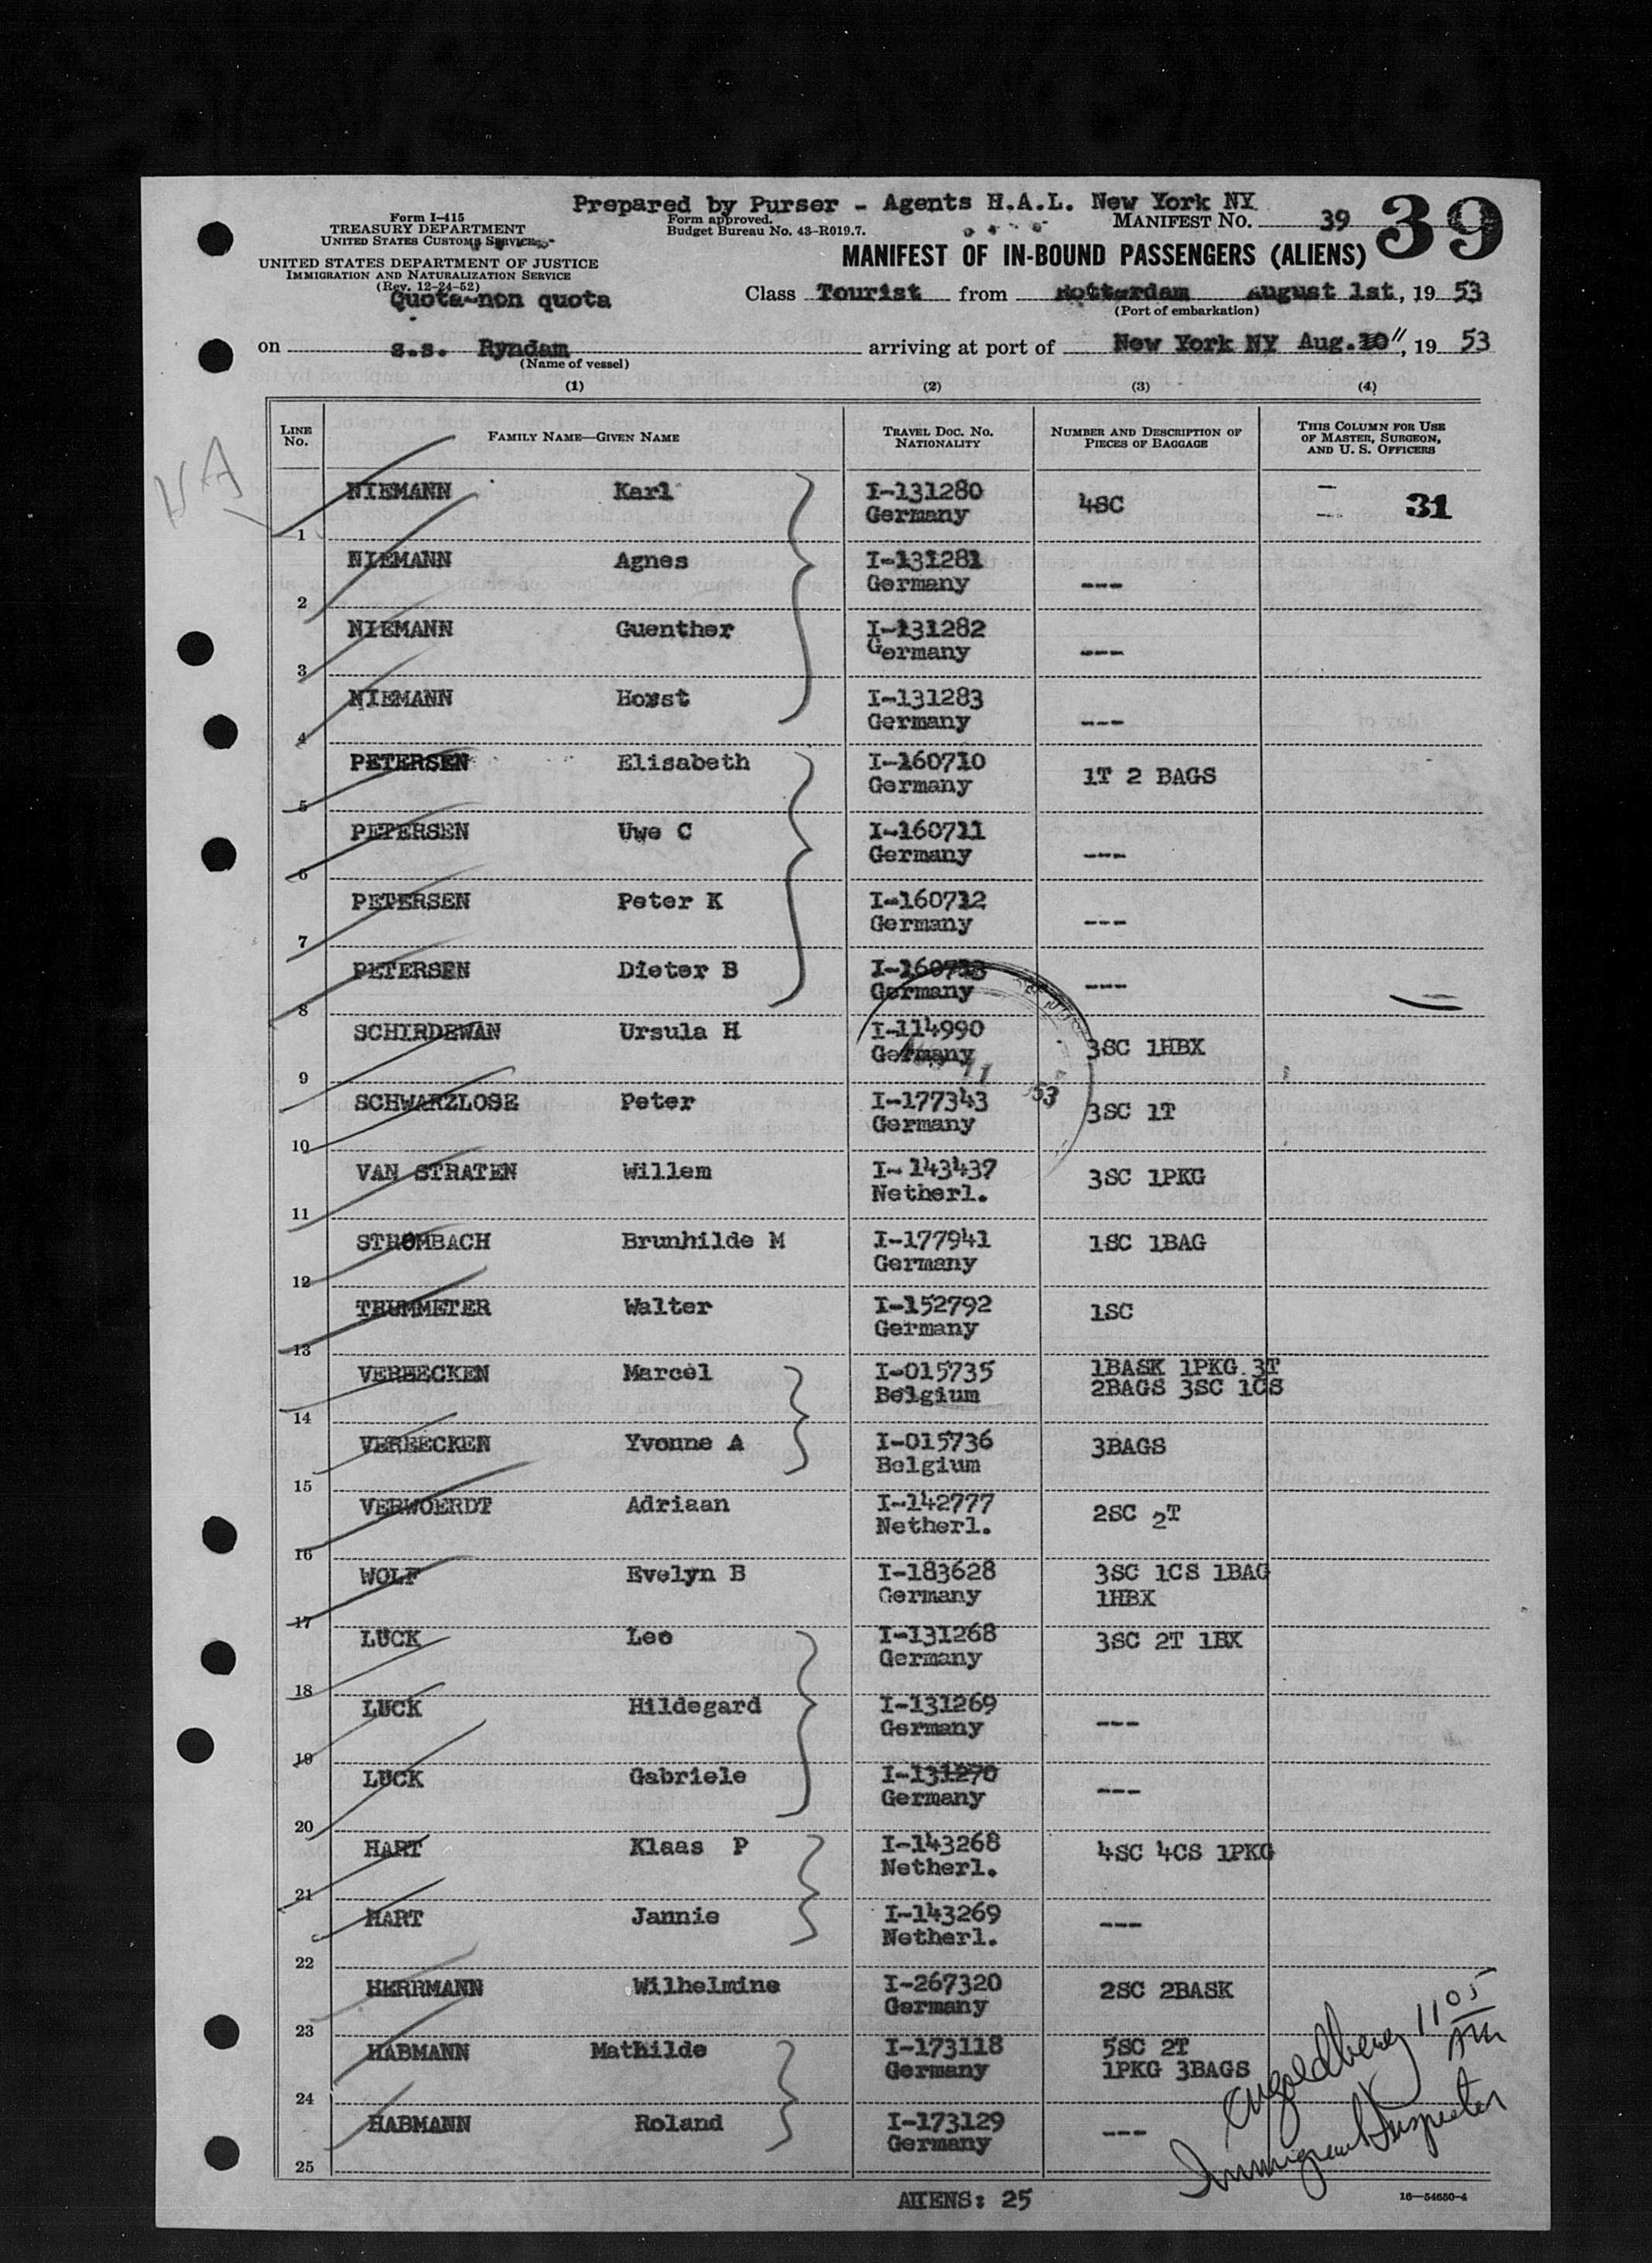 Prepared by Purser - Agents H.A.L. New York NY
Form I-415
TREASURY DEPARTMENT
UNITED STATES CUSTOMS SERVICE
Form approved.
Budget Bureau No. 43-R019.7.
MANIFEST NO. 39
39
UNITED STATES DEPARTMENT OF JUSTICE
IMMIGRATION AND NATURALIZATION SERVICE
(Rev. 12-24-52)
MANIFEST OF IN-BOUND PASSENGERS (ALIENS)
Quota-non quota
Class Tourist from Rotterdam August 1st, 19 53
(Port of embarkation)
on s.s. Ryndam arriving at port of New York NY Aug. 10", 19 53
(Name of vessel)
(1) (2) (3) (4)
LINE NO. FAMILY NAME—GIVEN NAME TRAVEL DOC. NO. NATIONALITY NUMBER AND DESCRIPTION OF PIECES OF BAGGAGE THIS COLUMN FOR USE OF MASTER, SURGEON, AND U. S. OFFICERS
1 NIEMANN Karl I-131280 Germany 4SC 31
2 NIEMANN Agnes I-131281 Germany ---
3 NIEMANN Guenther I-131282 Germany ---
4 NIEMANN Horst I-131283 Germany ---
5 PETERSEN Elisabeth I-160710 Germany 1T 2 BAGS
6 PETERSEN Uwe C I-160711 Germany ---
7 PETERSEN Peter K I-160712 Germany ---
8 PETERSEN Dieter B I-160713 Germany ---
9 SCHIRDEWAN Ursula H I-114990 Germany 3SC 1HBX
10 SCHWARZLOSE Peter I-177343 Germany 3SC 1T
11 VAN STRATEN Willem I-143437 Netherl. 3SC 1PKG
12 STROMBACH Brunhilde M I-177941 Germany 1SC 1BAG
13 TRUMMETER Walter I-152792 Germany 1SC
14 VEREECKEN Marcel I-015735 Belgium 1BASK 1PKG 3T 2BAGS 3SC 1CS
15 VEREECKEN Yvonne A I-015736 Belgium 3BAGS
16 VERWOERDT Adriaan I-142777 Netherl. 2SC 2T
17 WOLF Evelyn B I-183628 Germany 3SC 1CS 1BAG 1HBX
18 LUCK Leo I-131268 Germany 3SC 2T 1BX
19 LUCK Hildegard I-131269 Germany ---
20 LUCK Gabriele I-131270 Germany ---
21 HART Klaas P I-143268 Netherl. 4SC 4CS 1PKG
22 HART Jannie I-143269 Netherl. ---
23 HERRMANN Wilhelmine I-267320 Germany 2SC 2BASK
24 HABMANN Mathilde I-173118 Germany 5SC 2T 1PKG 3BAGS
25 HABMANN Roland I-173129 Germany ---
11 53
Goldberg 1105 AM
Immigrant Inspector
ALIENS: 25
16—54650-4